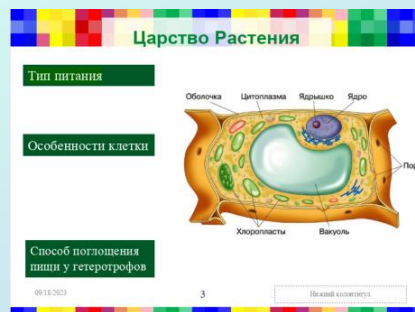 Царство Растения
Тип питания
Оболочка Цитоплазма Ядрышко Ядро
Особенности клетки
Хлоропласты Вакуоль
Способ поглощения
пищи у гетеротрофов
09/18/2023
3
Нижний колонтитул